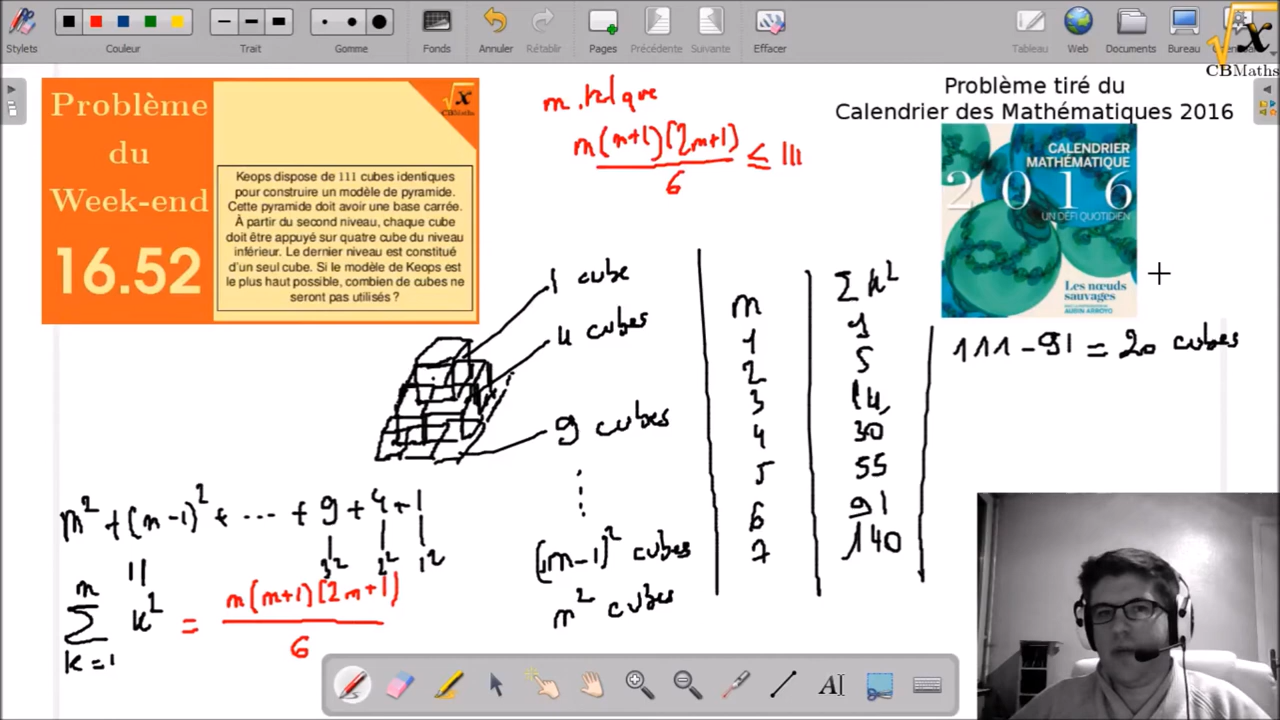 Stylets
Couleur
Trait
Gomme
Fonds
Annuler
Rétablir
Pages
Précédente
Suivante
Effacer
Tableau
Web
Documents
Bureau
√x
CBMaths
Problème
du
Week-end
16.52
√x
CBMaths
Keops dispose de 111 cubes identiques
pour construire un modèle de pyramide.
Cette pyramide doit avoir une base carrée.
À partir du second niveau, chaque cube
doit être appuyé sur quatre cube du niveau
inférieur. Le dernier niveau est constitué
d'un seul cube. Si le modèle de Keops est
le plus haut possible, combien de cubes ne
seront pas utilisés ?
n tel que
n(n+1)(2n+1)
6
≤ 111
Problème tiré du
Calendrier des Mathématiques 2016
CALENDRIER
MATHÉMATIQUE
2016
UN DÉFI QUOTIDIEN
Les nœuds
sauvages
1 cube
4 cubes
9 cubes
(n-1)² cubes
n² cubes
n²+(n-1)²+ ... + 9+4+1
3² 2² 1²
n
Σ k² = n(n+1)(2n+1)
k=1
6
n Σ k²
1 1
2 5
3 14
4 30
5 55
6 91
7 140
111-91 = 20 cubes